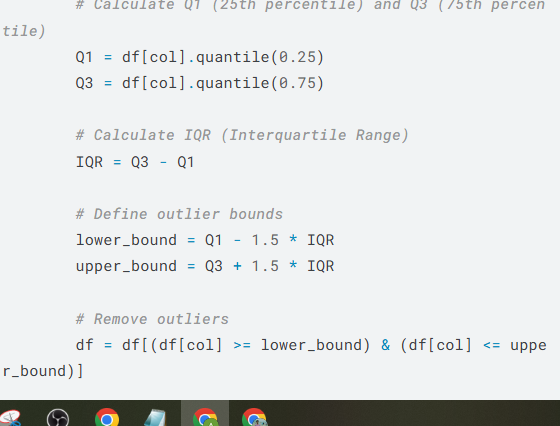 # Calculate Q1 (25th percentile) and Q3 (75th percen
tile)
Q1 = df[col].quantile(0.25)
Q3 = df[col].quantile(0.75)
# Calculate IQR (Interquartile Range)
IQR = Q3 - Q1
# Define outlier bounds
lower_bound = Q1 - 1.5 * IQR
upper_bound = Q3 + 1.5 * IQR
# Remove outliers
df = df[(df[col] >= lower_bound) & (df[col] <= uppe
r_bound)]